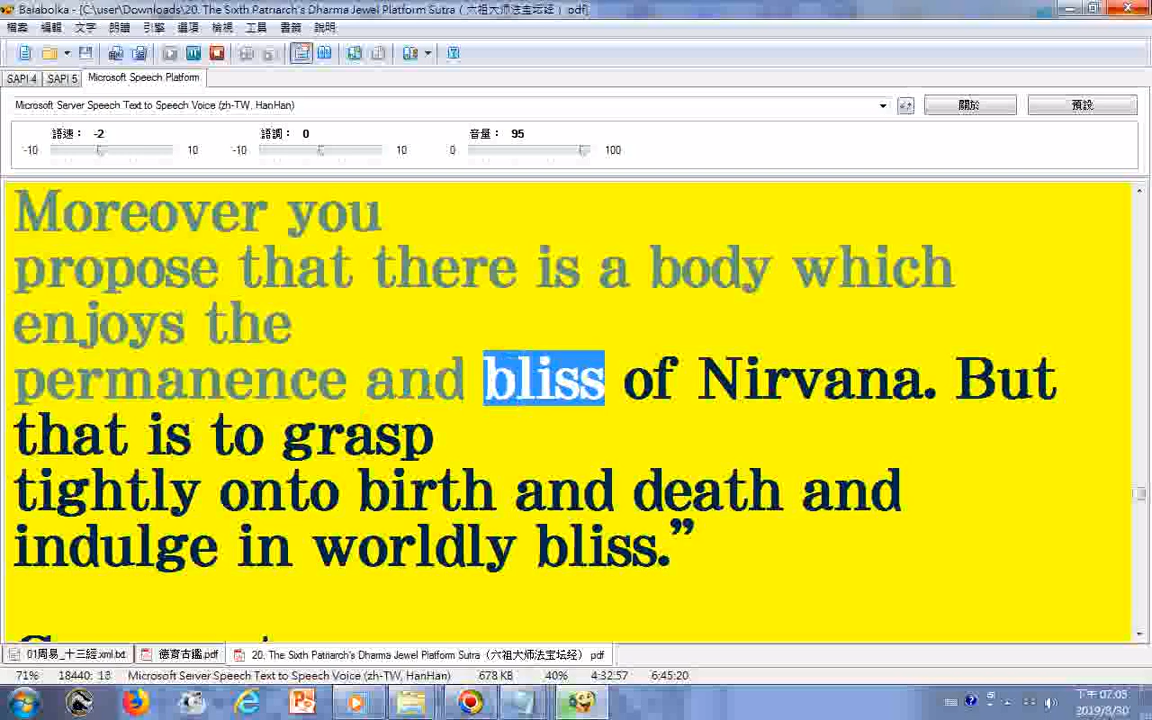 Balabolka - [C:\user\Downloads\20. The Sixth Patriarch's Dharma Jewel Platform Sutra（六祖大师法宝坛经）.pdf]
檔案 編輯 文字 朗讀 引擎 選項 檢視 工具 書籤 說明
SAPI 4 SAPI 5 Microsoft Speech Platform
Microsoft Server Speech Text to Speech Voice (zh-TW, HanHan) 關於 預設
語速： -2 語調： 0 音量： 95
-10 10 -10 10 0 100
Moreover you
propose that there is a body which
enjoys the
permanence and bliss of Nirvana. But
that is to grasp
tightly onto birth and death and
indulge in worldly bliss.”
01周易_十三經.xml.txt 德育古鑑.pdf 20. The Sixth Patriarch's Dharma Jewel Platform Sutra（六祖大师法宝坛经）.pdf
71% 18440: 13 Microsoft Server Speech Text to Speech Voice (zh-TW, HanHan) 678 KB 40% 4:32:57 6:45:20
下午 07:03
2019/8/30